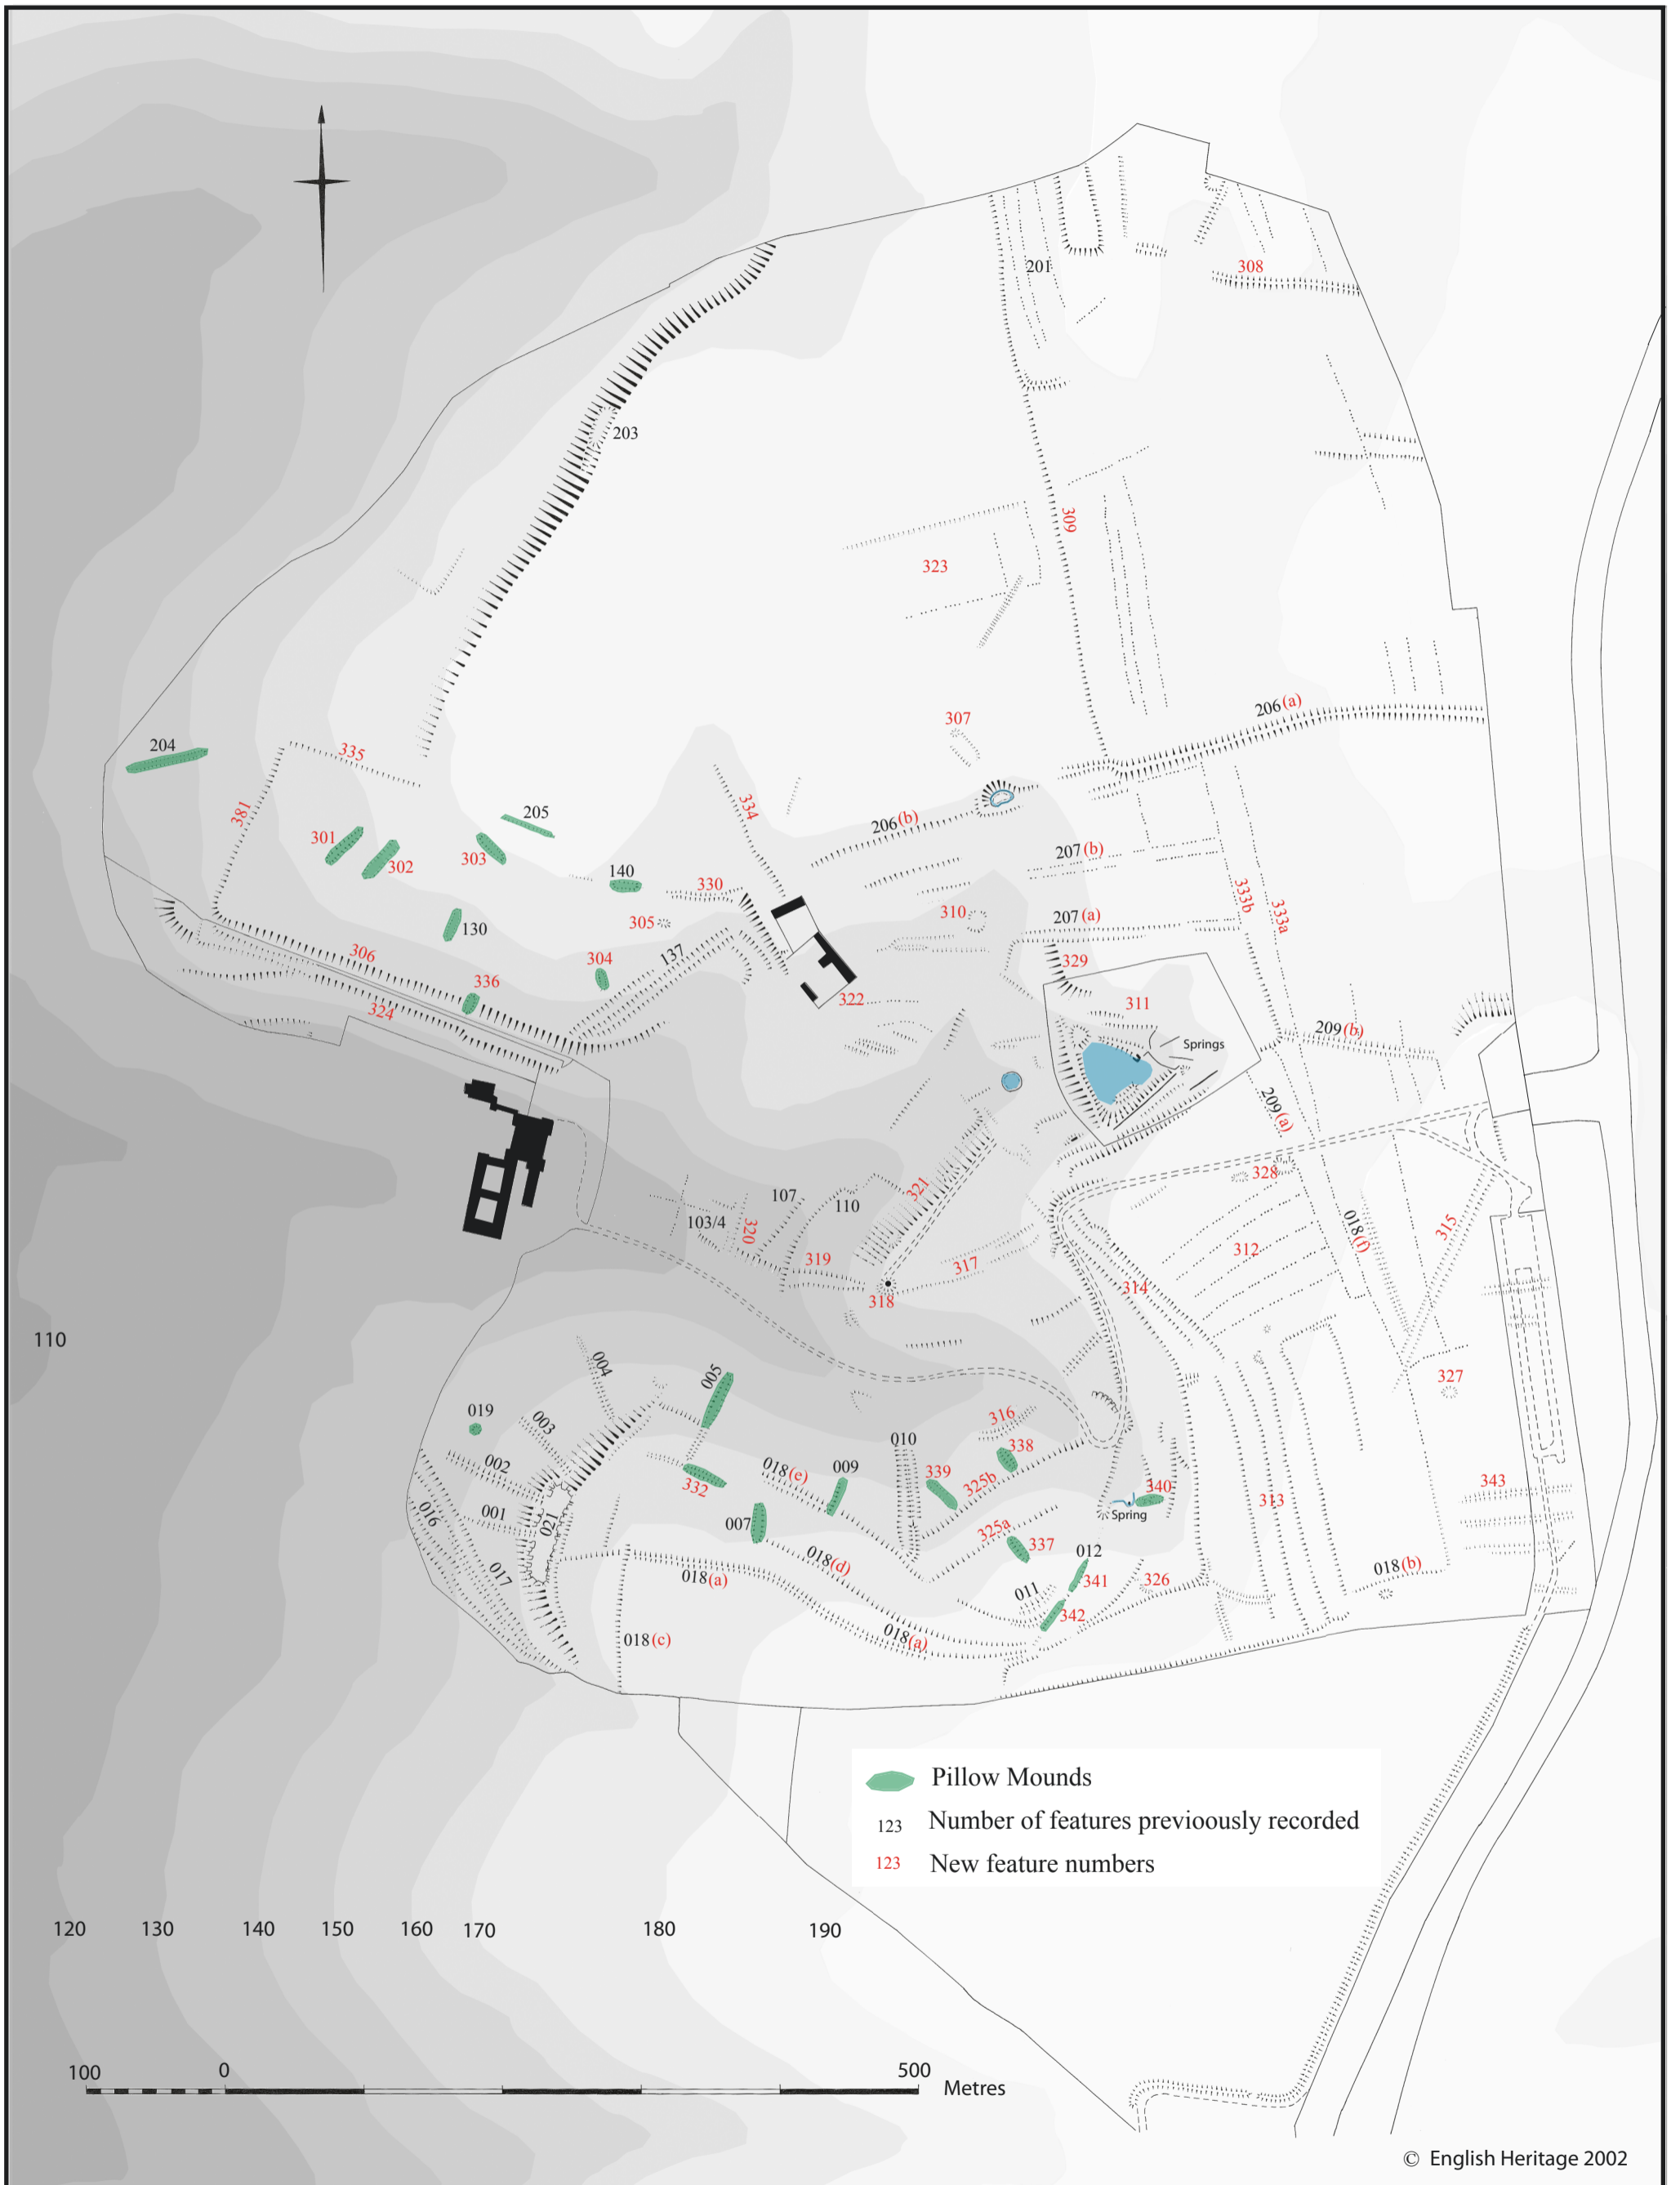 201
308
203
309
323
206(a)
307
204
335
381
334
205
206(b)
301
302
303
207(b)
140
330
333b
333a
305
310
207(a)
130
137
306
304
329
336
324
322
311
Springs
209(b)
209(a)
328
107
110
321
103/4
320
018(f)
315
312
319
317
314
318
110
004
005
327
019
003
316
010
338
002
018(e)
009
339
325b
332
340
343
016
001
021
007
Spring
313
325a
337
018(d)
012
017
018(a)
341
326
018(b)
011
342
018(c)
018(a)
Pillow Mounds
123 Number of features previoously recorded
123 New feature numbers
120 130 140 150 160 170 180 190
100 0 500
Metres
© English Heritage 2002